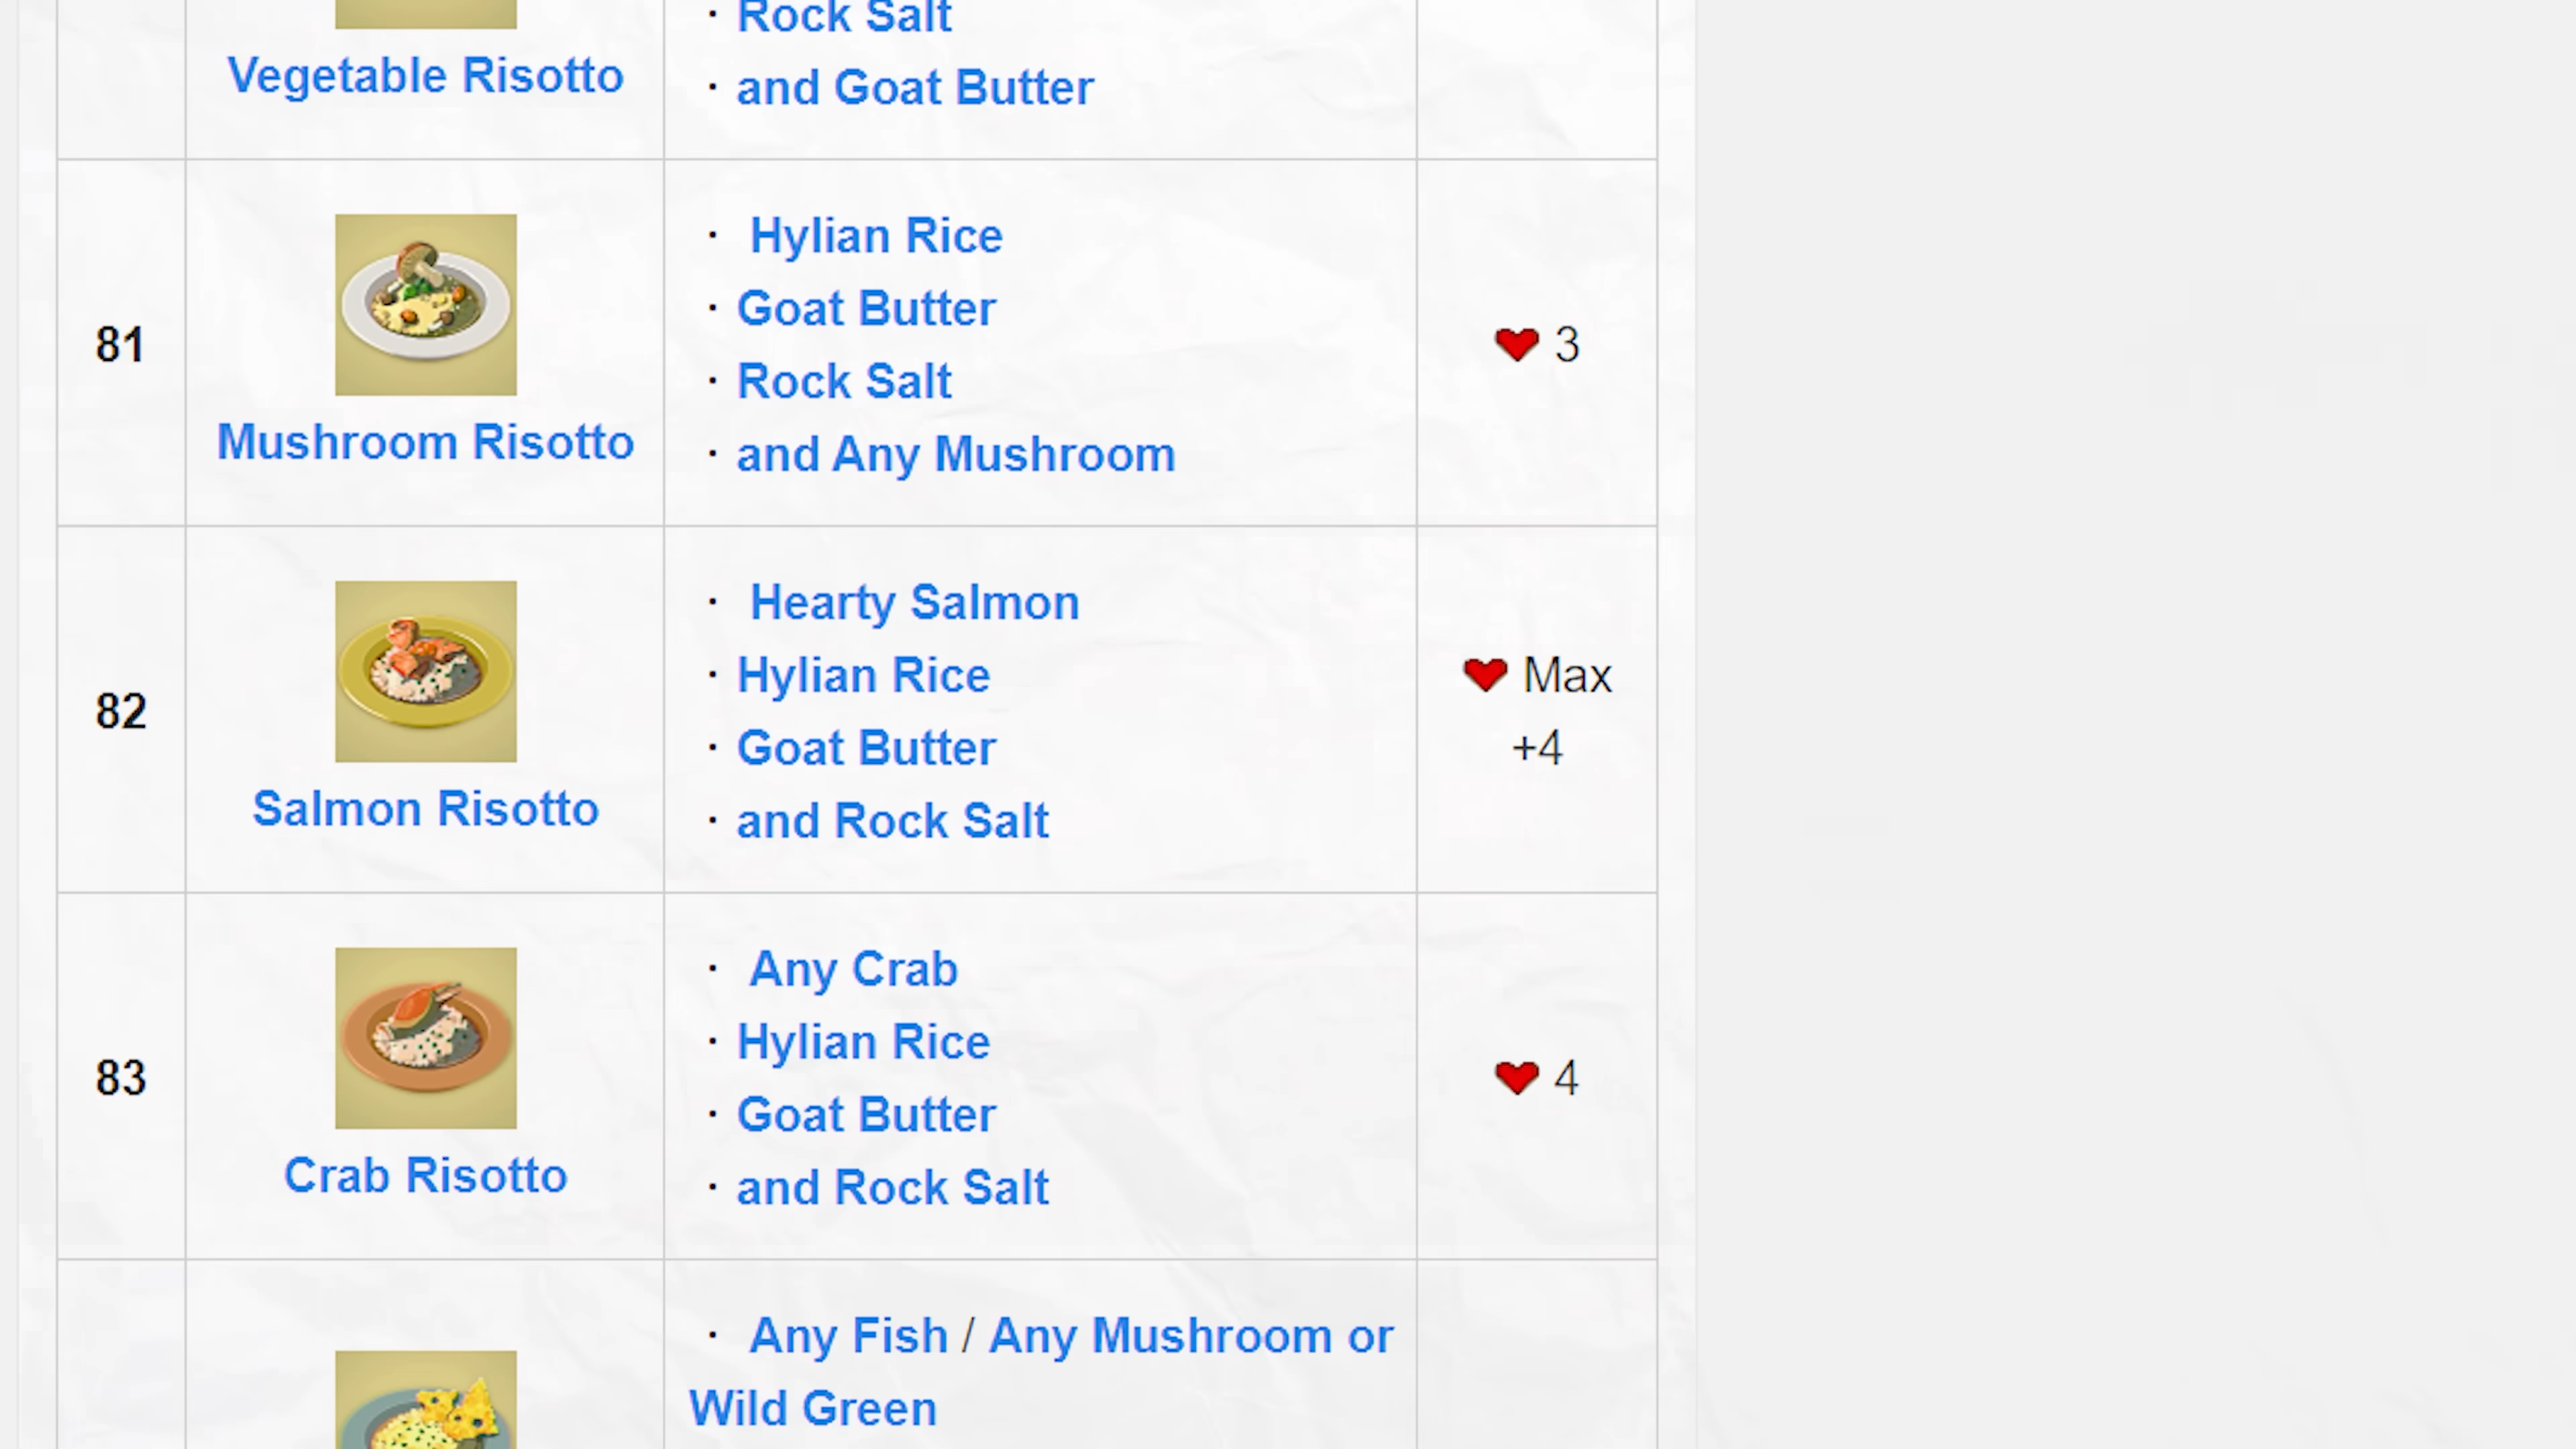 Rock Salt
Vegetable Risotto
· and Goat Butter
81
Mushroom Risotto
· Hylian Rice
· Goat Butter
· Rock Salt
· and Any Mushroom
3
82
Salmon Risotto
· Hearty Salmon
· Hylian Rice
· Goat Butter
· and Rock Salt
Max
+4
83
Crab Risotto
· Any Crab
· Hylian Rice
· Goat Butter
· and Rock Salt
4
· Any Fish / Any Mushroom or
Wild Green